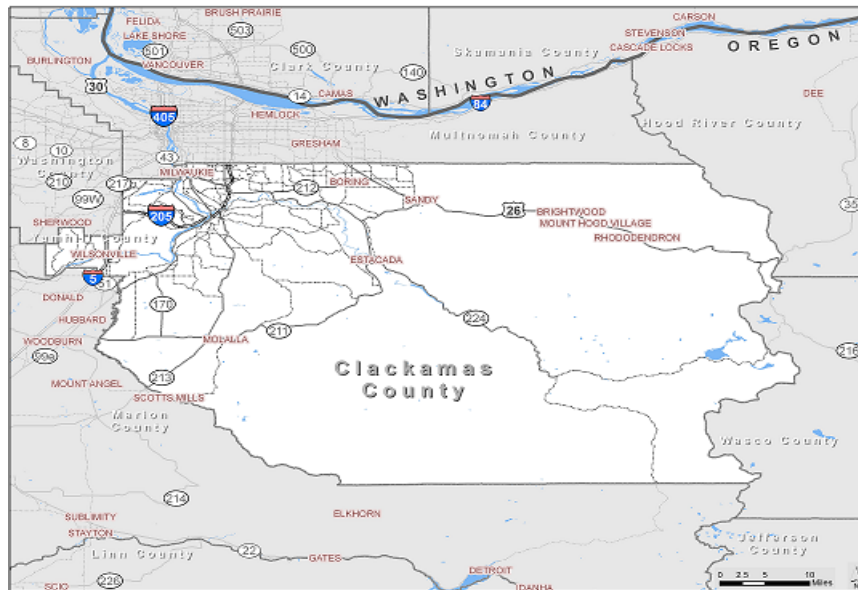 BRUSH PRAIRIE
CARSON
FELIDA
503
STEVENSON
LAKE SHORE
OREGON
501
500
Skamania County
CASCADE LOCKS
BURLINGTON
VANCOUVER
Clark County
140
WASHINGTON
30
14
CAMAS
84
DEE
405
HEMLOCK
Hood River County
Multnomah County
8
10
43
GRESHAM
Washington
County
MILWAUKIE
210
217
212
BORING
99W
SANDY
35
205
26
BRIGHTWOOD
SHERWOOD
MOUNT HOOD VILLAGE
Yamhill County
RHODODENDRON
WILSONVILLE
ESTACADA
5
51
DONALD
170
HUBBARD
224
211
WOODBURN
MOLALLA
216
99e
Clackamas
County
213
MOUNT ANGEL
SCOTTS MILLS
Marion
County
Wasco County
214
ELKHORN
SUBLIMITY
STAYTON
Jefferson
County
Linn County
22
GATES
DETROIT
226
SCIO
IDANHA
0 2.5 5 10
Miles